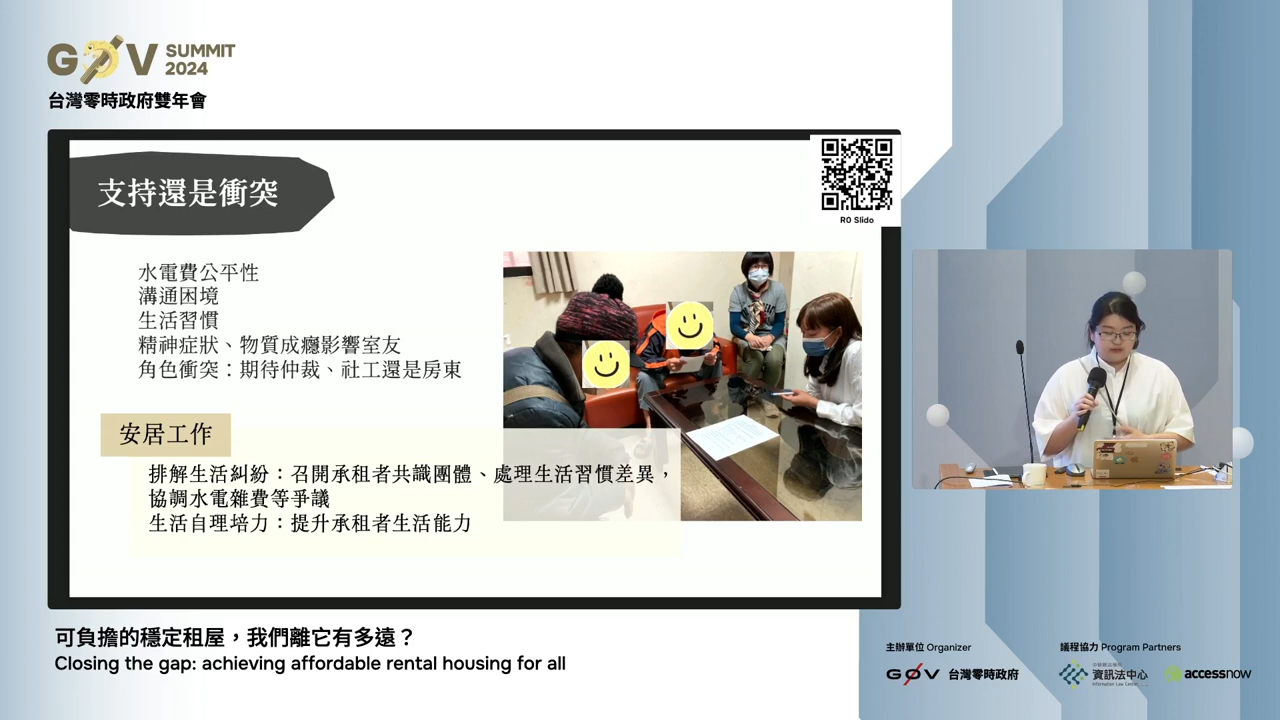 G0V SUMMIT 2024
台灣零時政府雙年會
支持還是衝突
R0 Slido
水電費公平性
溝通困境
生活習慣
精神症狀、物質成癮影響室友
角色衝突：期待仲裁、社工還是房東
安居工作
排解生活糾紛：召開承租者共識團體、處理生活習慣差異，
協調水電雜費等爭議
生活自理培力：提升承租者生活能力
可負擔的穩定租屋，我們離它有多遠？
Closing the gap: achieving affordable rental housing for all
主辦單位 Organizer
議程協力 Program Partners
G0V 台灣零時政府
資訊法中心
Information Law Center
accessnow